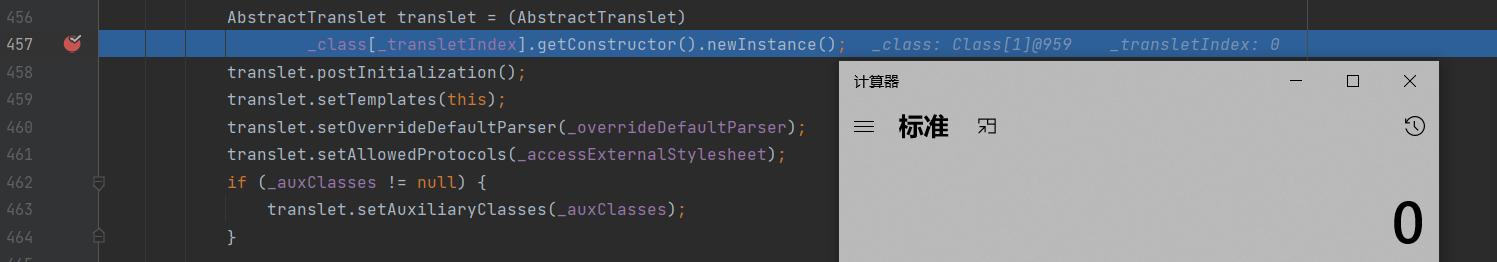 456 AbstractTranslet translet = (AbstractTranslet)
457 _class[_transletIndex].getConstructor().newInstance(); _class: Class[1]@959 _transletIndex: 0
458 translet.postInitialization();
459 translet.setTemplates(this);
460 translet.setOverrideDefaultParser(_overrideDefaultParser);
461 translet.setAllowedProtocols(_accessExternalStylesheet);
462 if (_auxClasses != null) {
463 translet.setAuxiliaryClasses(_auxClasses);
464 }
计算器
标准
0